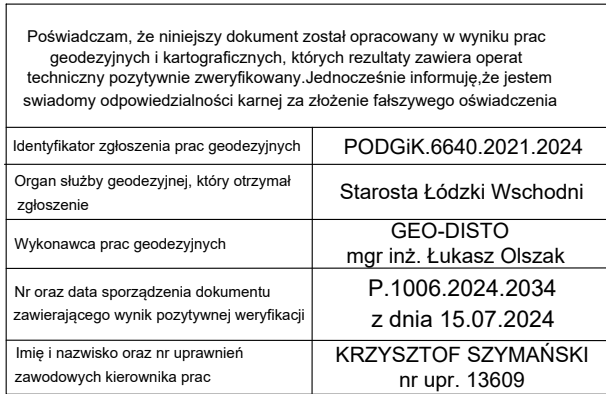 Poświadczam, że niniejszy dokument został opracowany w wyniku prac
geodezyjnych i kartograficznych, których rezultaty zawiera operat
techniczny pozytywnie zweryfikowany.Jednocześnie informuję,że jestem
swiadomy odpowiedzialności karnej za złożenie fałszywego oświadczenia
Identyfikator zgłoszenia prac geodezyjnych
PODGiK.6640.2021.2024
Organ służby geodezyjnej, który otrzymał
zgłoszenie
Starosta Łódzki Wschodni
Wykonawca prac geodezyjnych
GEO-DISTO
mgr inż. Łukasz Olszak
Nr oraz data sporządzenia dokumentu
zawierającego wynik pozytywnej weryfikacji
P.1006.2024.2034
z dnia 15.07.2024
Imię i nazwisko oraz nr uprawnień
zawodowych kierownika prac
KRZYSZTOF SZYMAŃSKI
nr upr. 13609